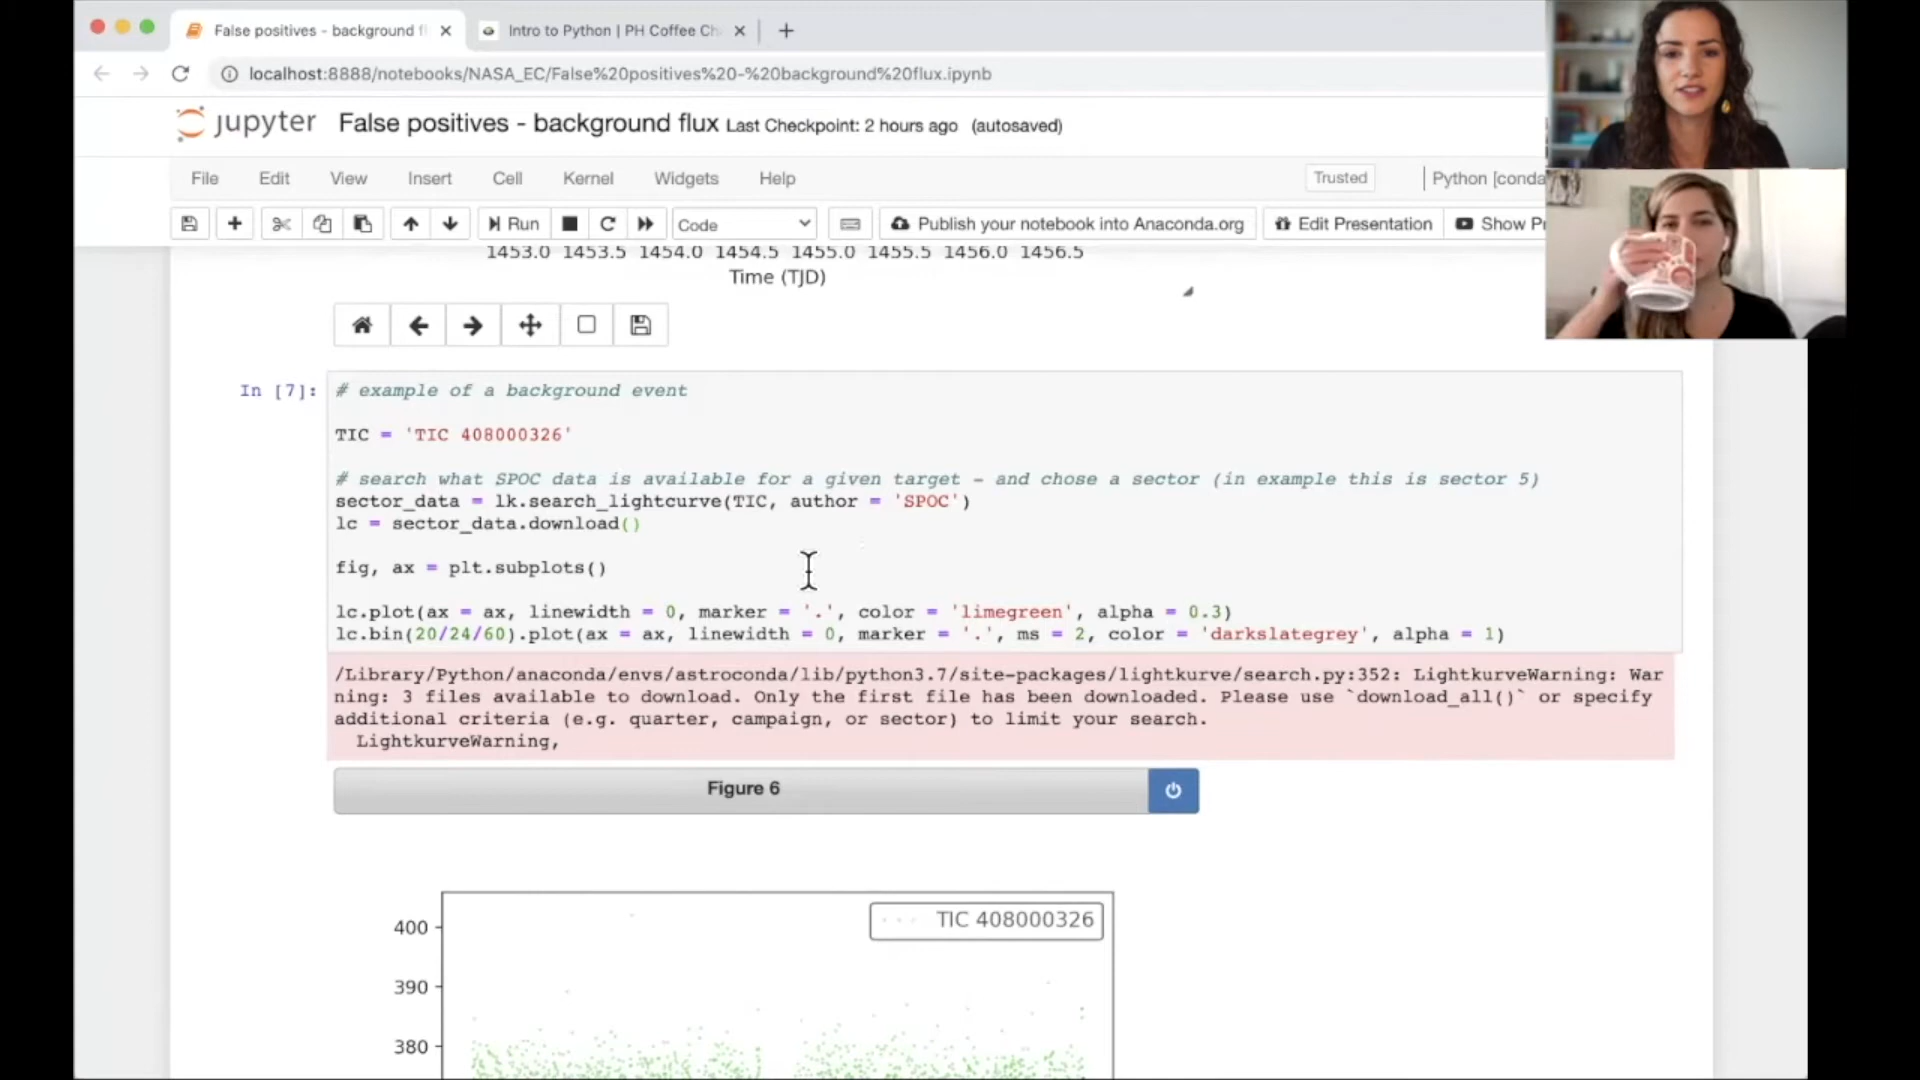 False positives - background fl
Intro to Python | PH Coffee Ch
localhost:8888/notebooks/NASA_EC/False%20positives%20-%20background%20flux.ipynb
jupyter False positives - background flux Last Checkpoint: 2 hours ago (autosaved)
File Edit View Insert Cell Kernel Widgets Help Trusted Python [conda
Run Code Publish your notebook into Anaconda.org Edit Presentation Show Pr
1453.0 1453.5 1454.0 1454.5 1455.0 1455.5 1456.0 1456.5
Time (TJD)
In [7]: # example of a background event
TIC = 'TIC 408000326'
# search what SPOC data is available for a given target - and chose a sector (in example this is sector 5)
sector_data = lk.search_lightcurve(TIC, author = 'SPOC')
lc = sector_data.download()
fig, ax = plt.subplots()
lc.plot(ax = ax, linewidth = 0, marker = '.', color = 'limegreen', alpha = 0.3)
lc.bin(20/24/60).plot(ax = ax, linewidth = 0, marker = '.', ms = 2, color = 'darkslategrey', alpha = 1)
/Library/Python/anaconda/envs/astroconda/lib/python3.7/site-packages/lightkurve/search.py:352: LightkurveWarning: War
ning: 3 files available to download. Only the first file has been downloaded. Please use `download_all()` or specify
additional criteria (e.g. quarter, campaign, or sector) to limit your search.
LightkurveWarning,
Figure 6
TIC 408000326
400
390
380